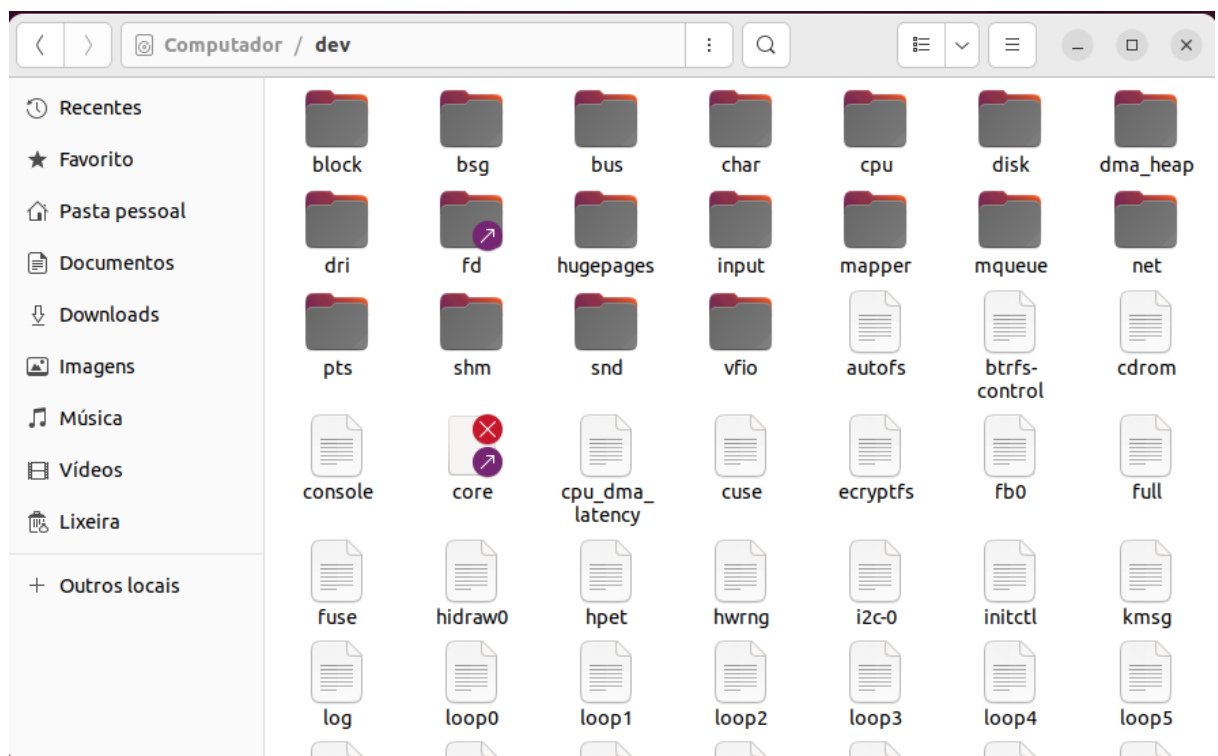 Computador / dev
Recentes
Favorito
Pasta pessoal
Documentos
Downloads
Imagens
Música
Vídeos
Lixeira
+ Outros locais
block bsg bus char cpu disk dma_heap
dri fd hugepages input mapper mqueue net
pts shm snd vfio autofs btrfs- cdrom
control
console core cpu_dma_ cuse ecryptfs fb0 full
latency
fuse hidraw0 hpet hwrng i2c-0 initctl kmsg
log loop0 loop1 loop2 loop3 loop4 loop5